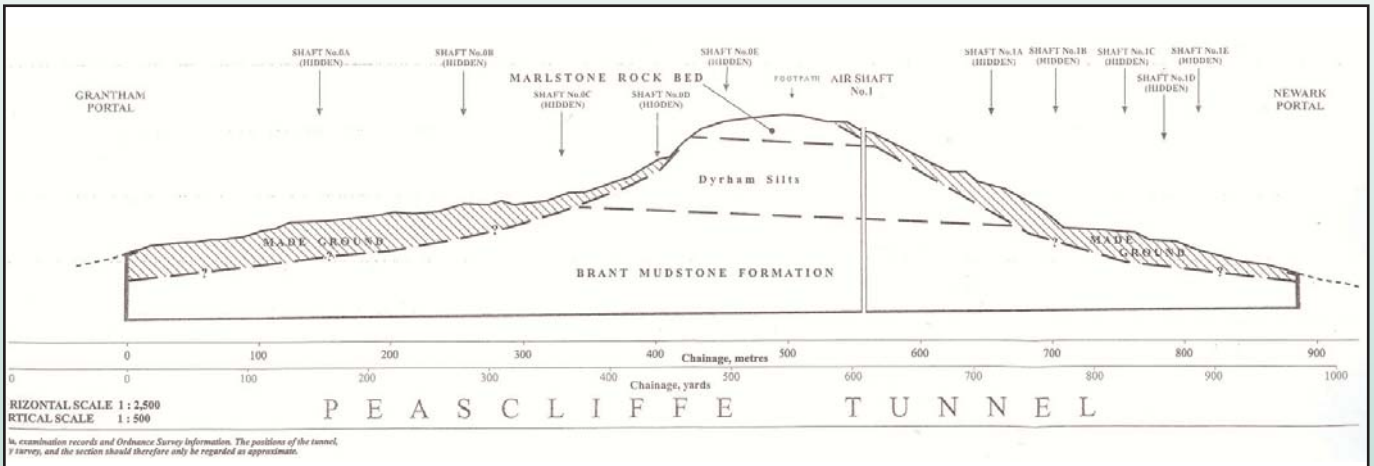 SHAFT No.0A
(HIDDEN)
SHAFT No.0B
(HIDDEN)
SHAFT No.0E
(HIDDEN)
SHAFT No.1A
(HIDDEN)
SHAFT No.1B
(HIDDEN)
SHAFT No.1C
(HIDDEN)
SHAFT No.1E
(HIDDEN)
MARLSTONE ROCK BED
FOOTPATH
AIR SHAFT
No.1
SHAFT No.1D
(HIDDEN)
GRANTHAM
PORTAL
SHAFT No.0C
(HIDDEN)
SHAFT No.0D
(HIDDEN)
NEWARK
PORTAL
Dyrham Silts
MADE GROUND
MADE
GROUND
? ? ? ? ?
BRANT MUDSTONE FORMATION
0 100 200 300 400 500 600 700 800 900
Chainage, metres
0 0 100 200 300 400 500 600 700 800 900 1000
Chainage, yards
RIZONTAL SCALE 1 : 2,500
RTICAL SCALE 1 : 500
PEASCLIFFE TUNNEL
examination records and Ordnance Survey information. The positions of the tunnel,
y survey, and the section should therefore only be regarded as approximate.